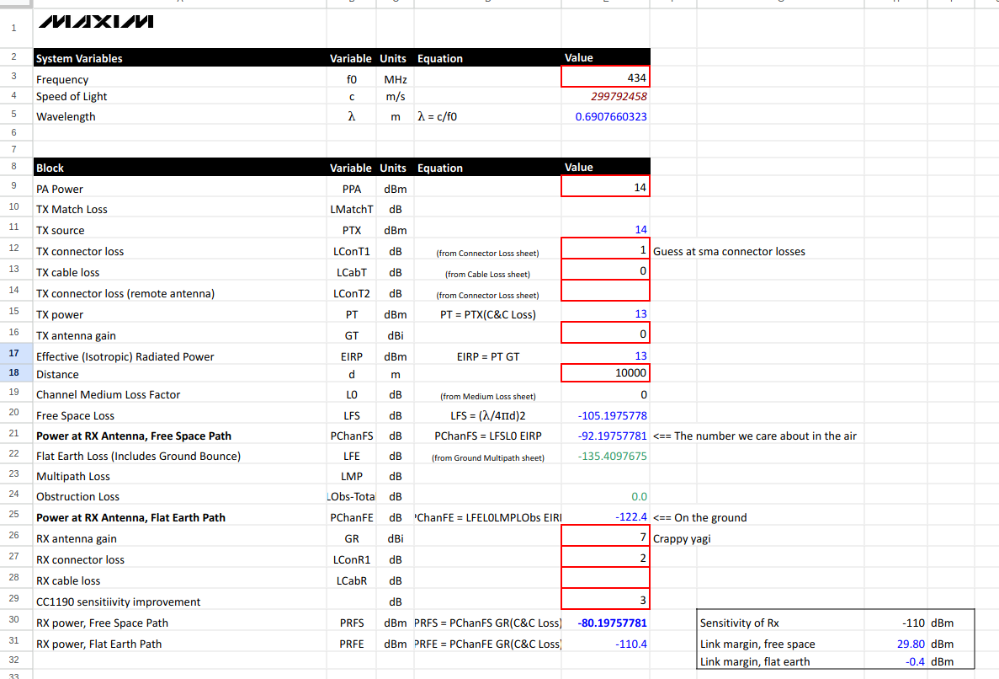 1 MAXIM
2 System Variables Variable Units Equation Value
3 Frequency f0 MHz 434
4 Speed of Light c m/s 299792458
5 Wavelength λ m λ = c/f0 0.6907660323
6
7
8 Block Variable Units Equation Value
9 PA Power PPA dBm 14
10 TX Match Loss LMatchT dB
11 TX source PTX dBm 14
12 TX connector loss LConT1 dB (from Connector Loss sheet) 1 Guess at sma connector losses
13 TX cable loss LCabT dB (from Cable Loss sheet) 0
14 TX connector loss (remote antenna) LConT2 dB (from Connector Loss sheet)
15 TX power PT dBm PT = PTX(C&C Loss) 13
16 TX antenna gain GT dBi 0
17 Effective (Isotropic) Radiated Power EIRP dBm EIRP = PT GT 13
18 Distance d m 10000
19 Channel Medium Loss Factor L0 dB (from Medium Loss sheet) 0
20 Free Space Loss LFS dB LFS = (λ/4πd)2 -105.1975778
21 Power at RX Antenna, Free Space Path PChanFS dB PChanFS = LFSL0 EIRP -92.19757781 <== The number we care about in the air
22 Flat Earth Loss (Includes Ground Bounce) LFE dB (from Ground Multipath sheet) -135.4097675
23 Multipath Loss LMP dB
24 Obstruction Loss LObs-Total dB 0.0
25 Power at RX Antenna, Flat Earth Path PChanFE dB PChanFE = LFEL0LMPLObs EIRP -122.4 <== On the ground
26 RX antenna gain GR dBi 7 Crappy yagi
27 RX connector loss LConR1 dB 2
28 RX cable loss LCabR dB
29 CC1190 sensitiivity improvement dB 3
30 RX power, Free Space Path PRFS dBm PRFS = PChanFS GR(C&C Loss) -80.19757781 Sensitivity of Rx -110 dBm
31 RX power, Flat Earth Path PRFE dBm PRFE = PChanFE GR(C&C Loss) -110.4 Link margin, free space 29.80 dBm
32 Link margin, flat earth -0.4 dBm
33